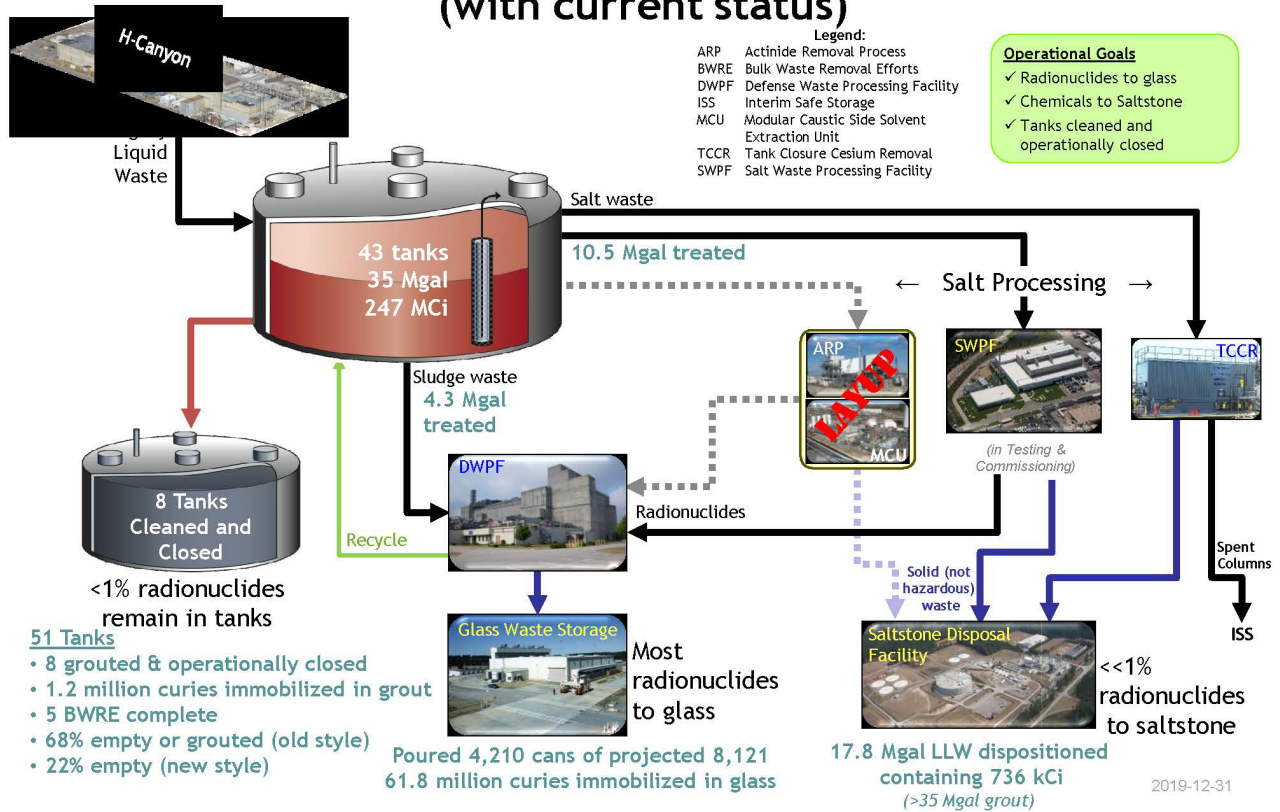 (with current status)
H-Canyon
Liquid
Waste
Legend:
ARP Actinide Removal Process
BWRE Bulk Waste Removal Efforts
DWPF Defense Waste Processing Facility
ISS Interim Safe Storage
MCU Modular Caustic Side Solvent
Extraction Unit
TCCR Tank Closure Cesium Removal
SWPF Salt Waste Processing Facility
Operational Goals
✓ Radionuclides to glass
✓ Chemicals to Saltstone
✓ Tanks cleaned and
operationally closed
Salt waste
10.5 Mgal treated
43 tanks
35 Mgal
247 MCi
← Salt Processing →
ARP
LAYUP
MCU
SWPF
TCCR
(in Testing &
Commissioning)
Sludge waste
4.3 Mgal
treated
8 Tanks
Cleaned and
Closed
<1% radionuclides
remain in tanks
DWPF
Recycle
Radionuclides
Solid (not
hazardous)
waste
Spent
Columns
ISS
51 Tanks
• 8 grouted & operationally closed
• 1.2 million curies immobilized in grout
• 5 BWRE complete
• 68% empty or grouted (old style)
• 22% empty (new style)
Glass Waste Storage
Most
radionuclides
to glass
Poured 4,210 cans of projected 8,121
61.8 million curies immobilized in glass
Saltstone Disposal
Facility
<<1%
radionuclides
to saltstone
17.8 Mgal LLW dispositioned
containing 736 kCi
(>35 Mgal grout)
2019-12-31